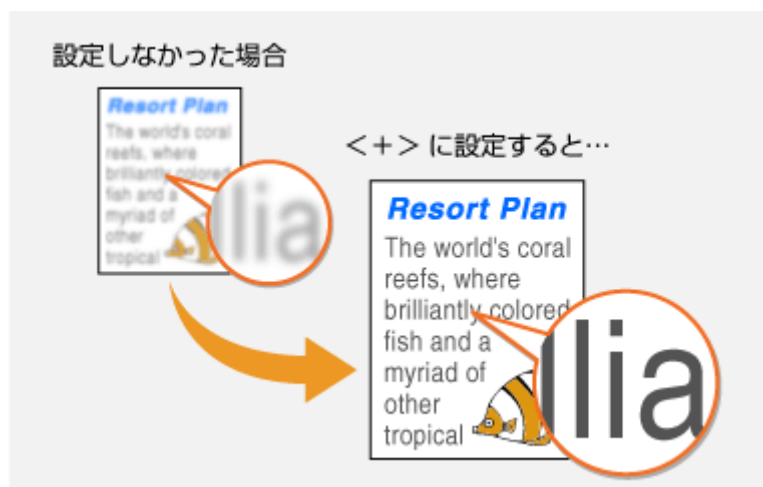 設定しなかった場合
Resort Plan
The world's coral
reefs, where
brilliantly colored
fish and a
myriad of
other
tropical
lia
<+> に設定すると…
Resort Plan
The world's coral
reefs, where
brilliantly colored
fish and a
myriad of
other
tropical
llia